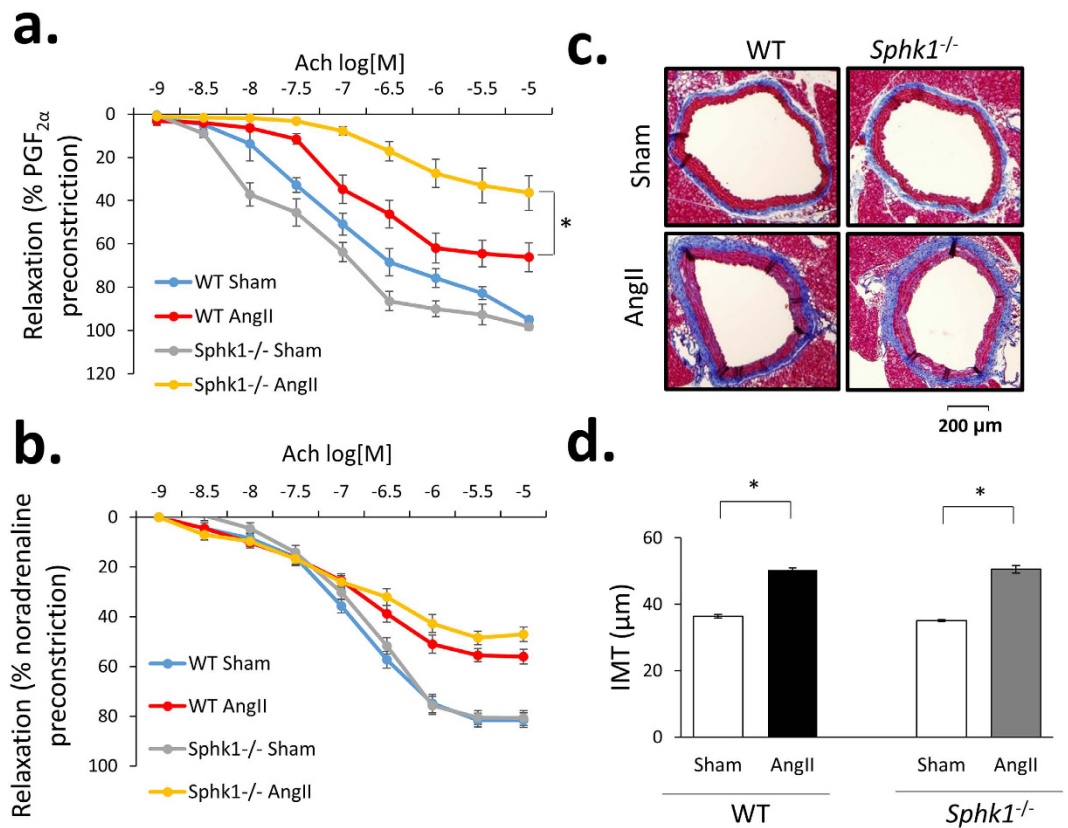 a.
Ach log[M]
-9 -8.5 -8 -7.5 -7 -6.5 -6 -5.5 -5
0
20
40
60
80
100
120
Relaxation (% PGF2α
preconstriction)
*
WT Sham
WT AngII
Sphk1-/- Sham
Sphk1-/- AngII
b.
Ach log[M]
-9 -8.5 -8 -7.5 -7 -6.5 -6 -5.5 -5
0
20
40
60
80
100
Relaxation (% noradrenaline
preconstriction)
WT Sham
WT AngII
Sphk1-/- Sham
Sphk1-/- AngII
c.
WT Sphk1-/-
Sham
AngII
200 μm
d.
* *
60
40
20
0
IMT (μm)
Sham AngII Sham AngII
WT Sphk1-/-